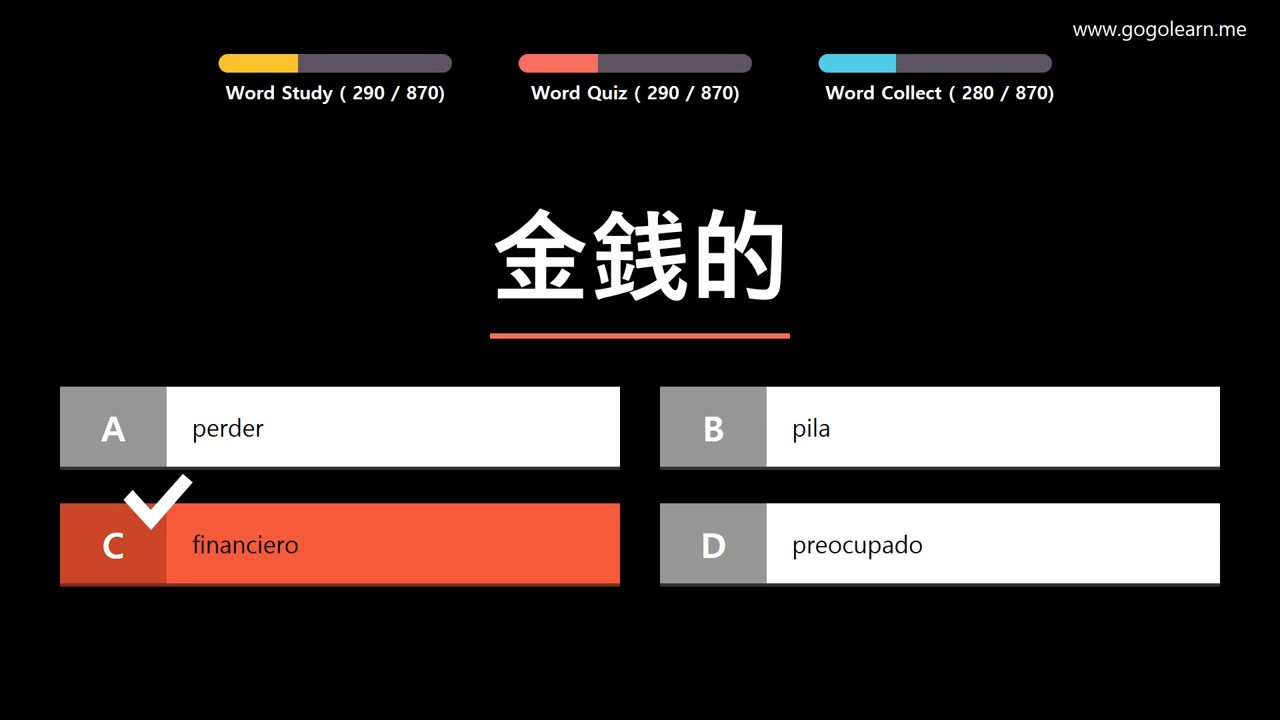 www.gogolearn.me
Word Study ( 290 / 870)
Word Quiz ( 290 / 870)
Word Collect ( 280 / 870)
金銭的
A perder
B pila
C financiero
D preocupado